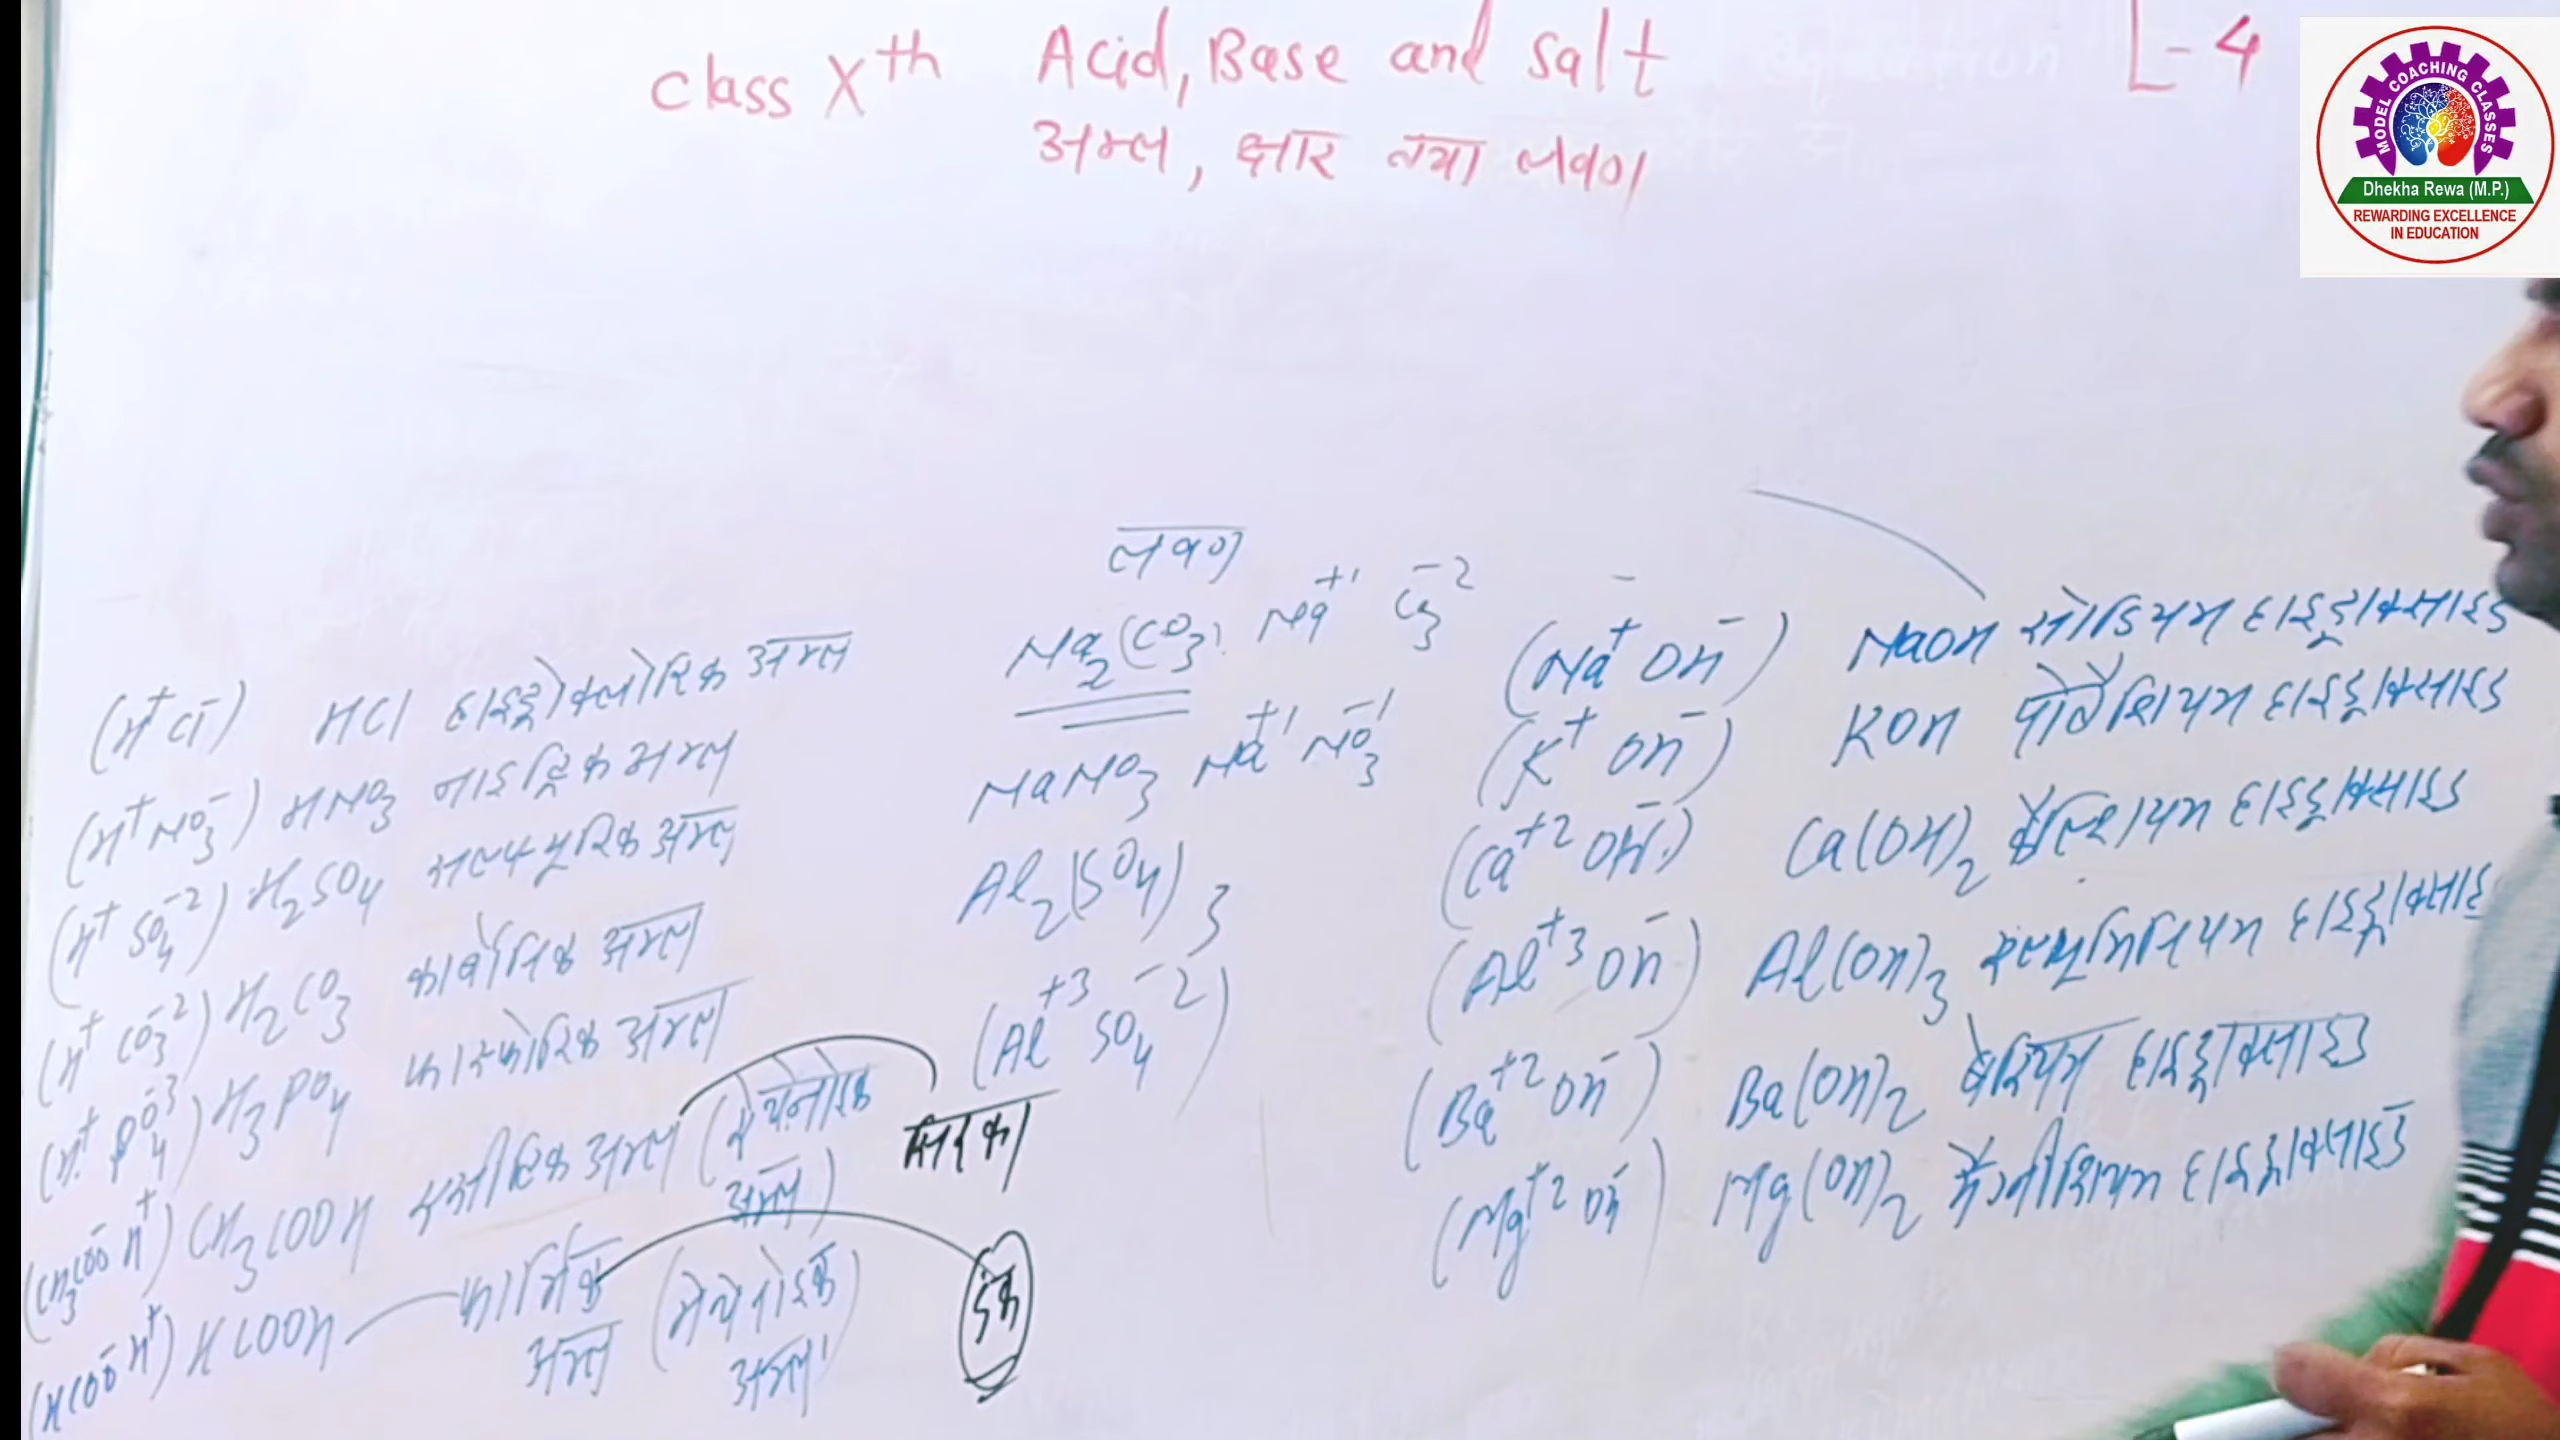 class Xth Acid, Base and Salt L-4
अम्ल, क्षार तथा लवण
MODEL COACHING CLASSES
Dhekha Rewa (M.P.)
REWARDING EXCELLENCE
IN EDUCATION
(H⁺ Cl⁻) HCl हाइड्रोक्लोरिक अम्ल
(H⁺ NO₃⁻) HNO₃ नाइट्रिक अम्ल
(H⁺ SO₄⁻²) H₂SO₄ सल्फ्यूरिक अम्ल
(H⁺ CO₃⁻²) H₂CO₃ कार्बोनिक अम्ल
(H⁺ PO₄⁻³) H₃PO₄ फास्फोरिक अम्ल
(CH₃COO⁻ H⁺) CH₃COOH एसीटिक अम्ल (ऐथेनोइक अम्ल) सिरका
(HCOO⁻ H⁺) HCOOH फार्मिक अम्ल (मेथेनोइक अम्ल) डंक
लवण
Na₂(CO₃) Na⁺¹ CO₃⁻²
NaNO₃ Na⁺¹ NO₃⁻¹
Al₂(SO₄)₃
(Al⁺³ SO₄⁻²)
(Na⁺ OH⁻) NaOH सोडियम हाइड्राक्साइड
(K⁺ OH⁻) KOH पोटैशियम हाइड्राक्साइड
(Ca⁺² OH⁻) Ca(OH)₂ कैल्शियम हाइड्राक्साइड
(Al⁺³ OH⁻) Al(OH)₃ एल्युमिनियम हाइड्राक्साइड
(Ba⁺² OH⁻) Ba(OH)₂ बेरियम हाइड्राक्साइड
(Mg⁺² OH⁻) Mg(OH)₂ मैग्नीशियम हाइड्राक्साइड